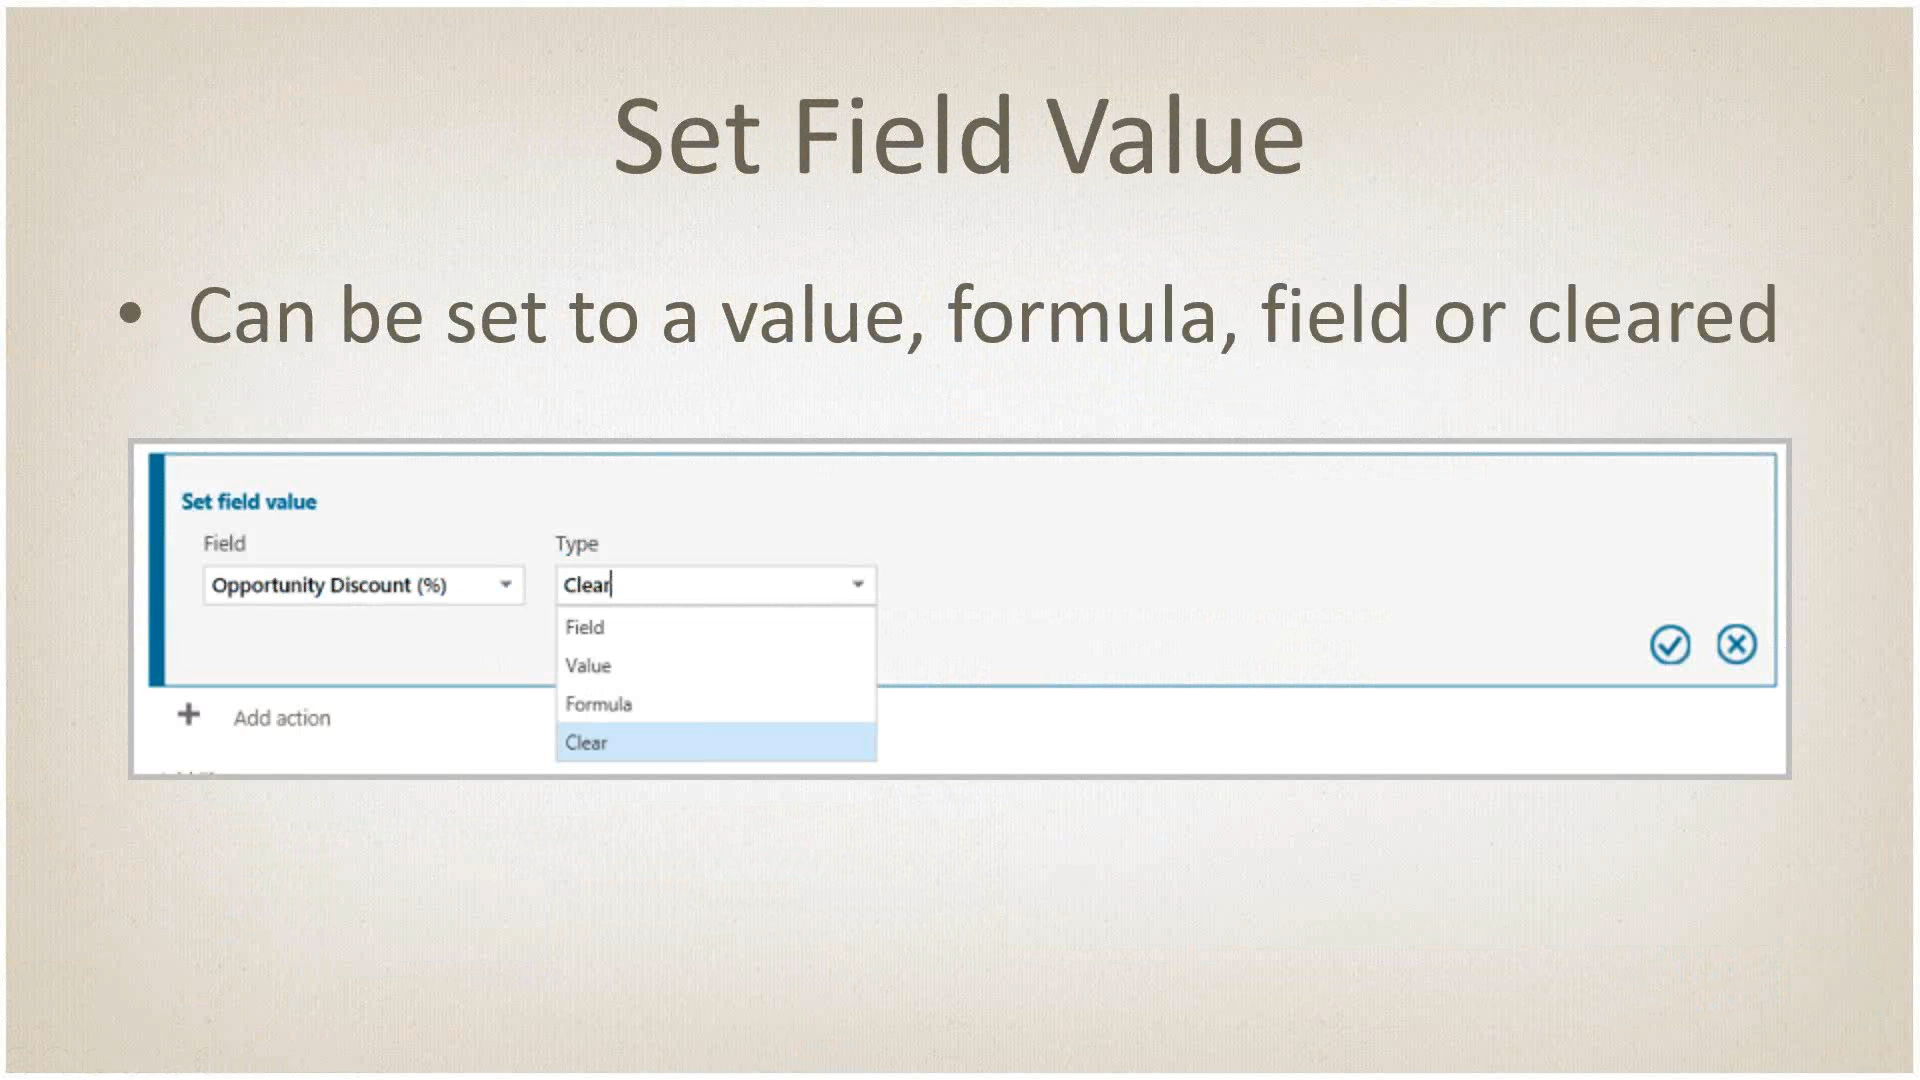 Set Field Value
• Can be set to a value, formula, field or cleared
Set field value
Field Type
Opportunity Discount (%) Clear
Field
Value
Formula
Clear
Add action